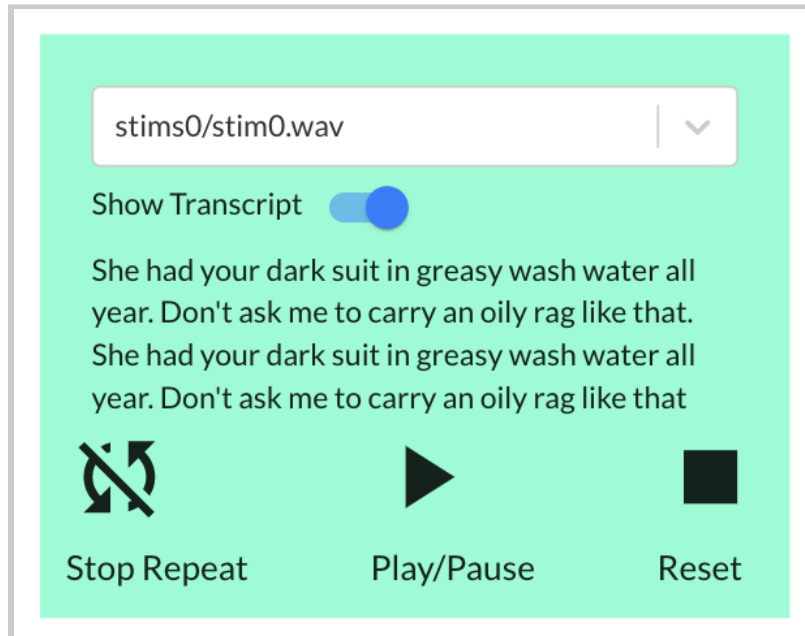 stims0/stim0.wav
Show Transcript
She had your dark suit in greasy wash water all
year. Don't ask me to carry an oily rag like that.
She had your dark suit in greasy wash water all
year. Don't ask me to carry an oily rag like that
Stop Repeat
Play/Pause
Reset